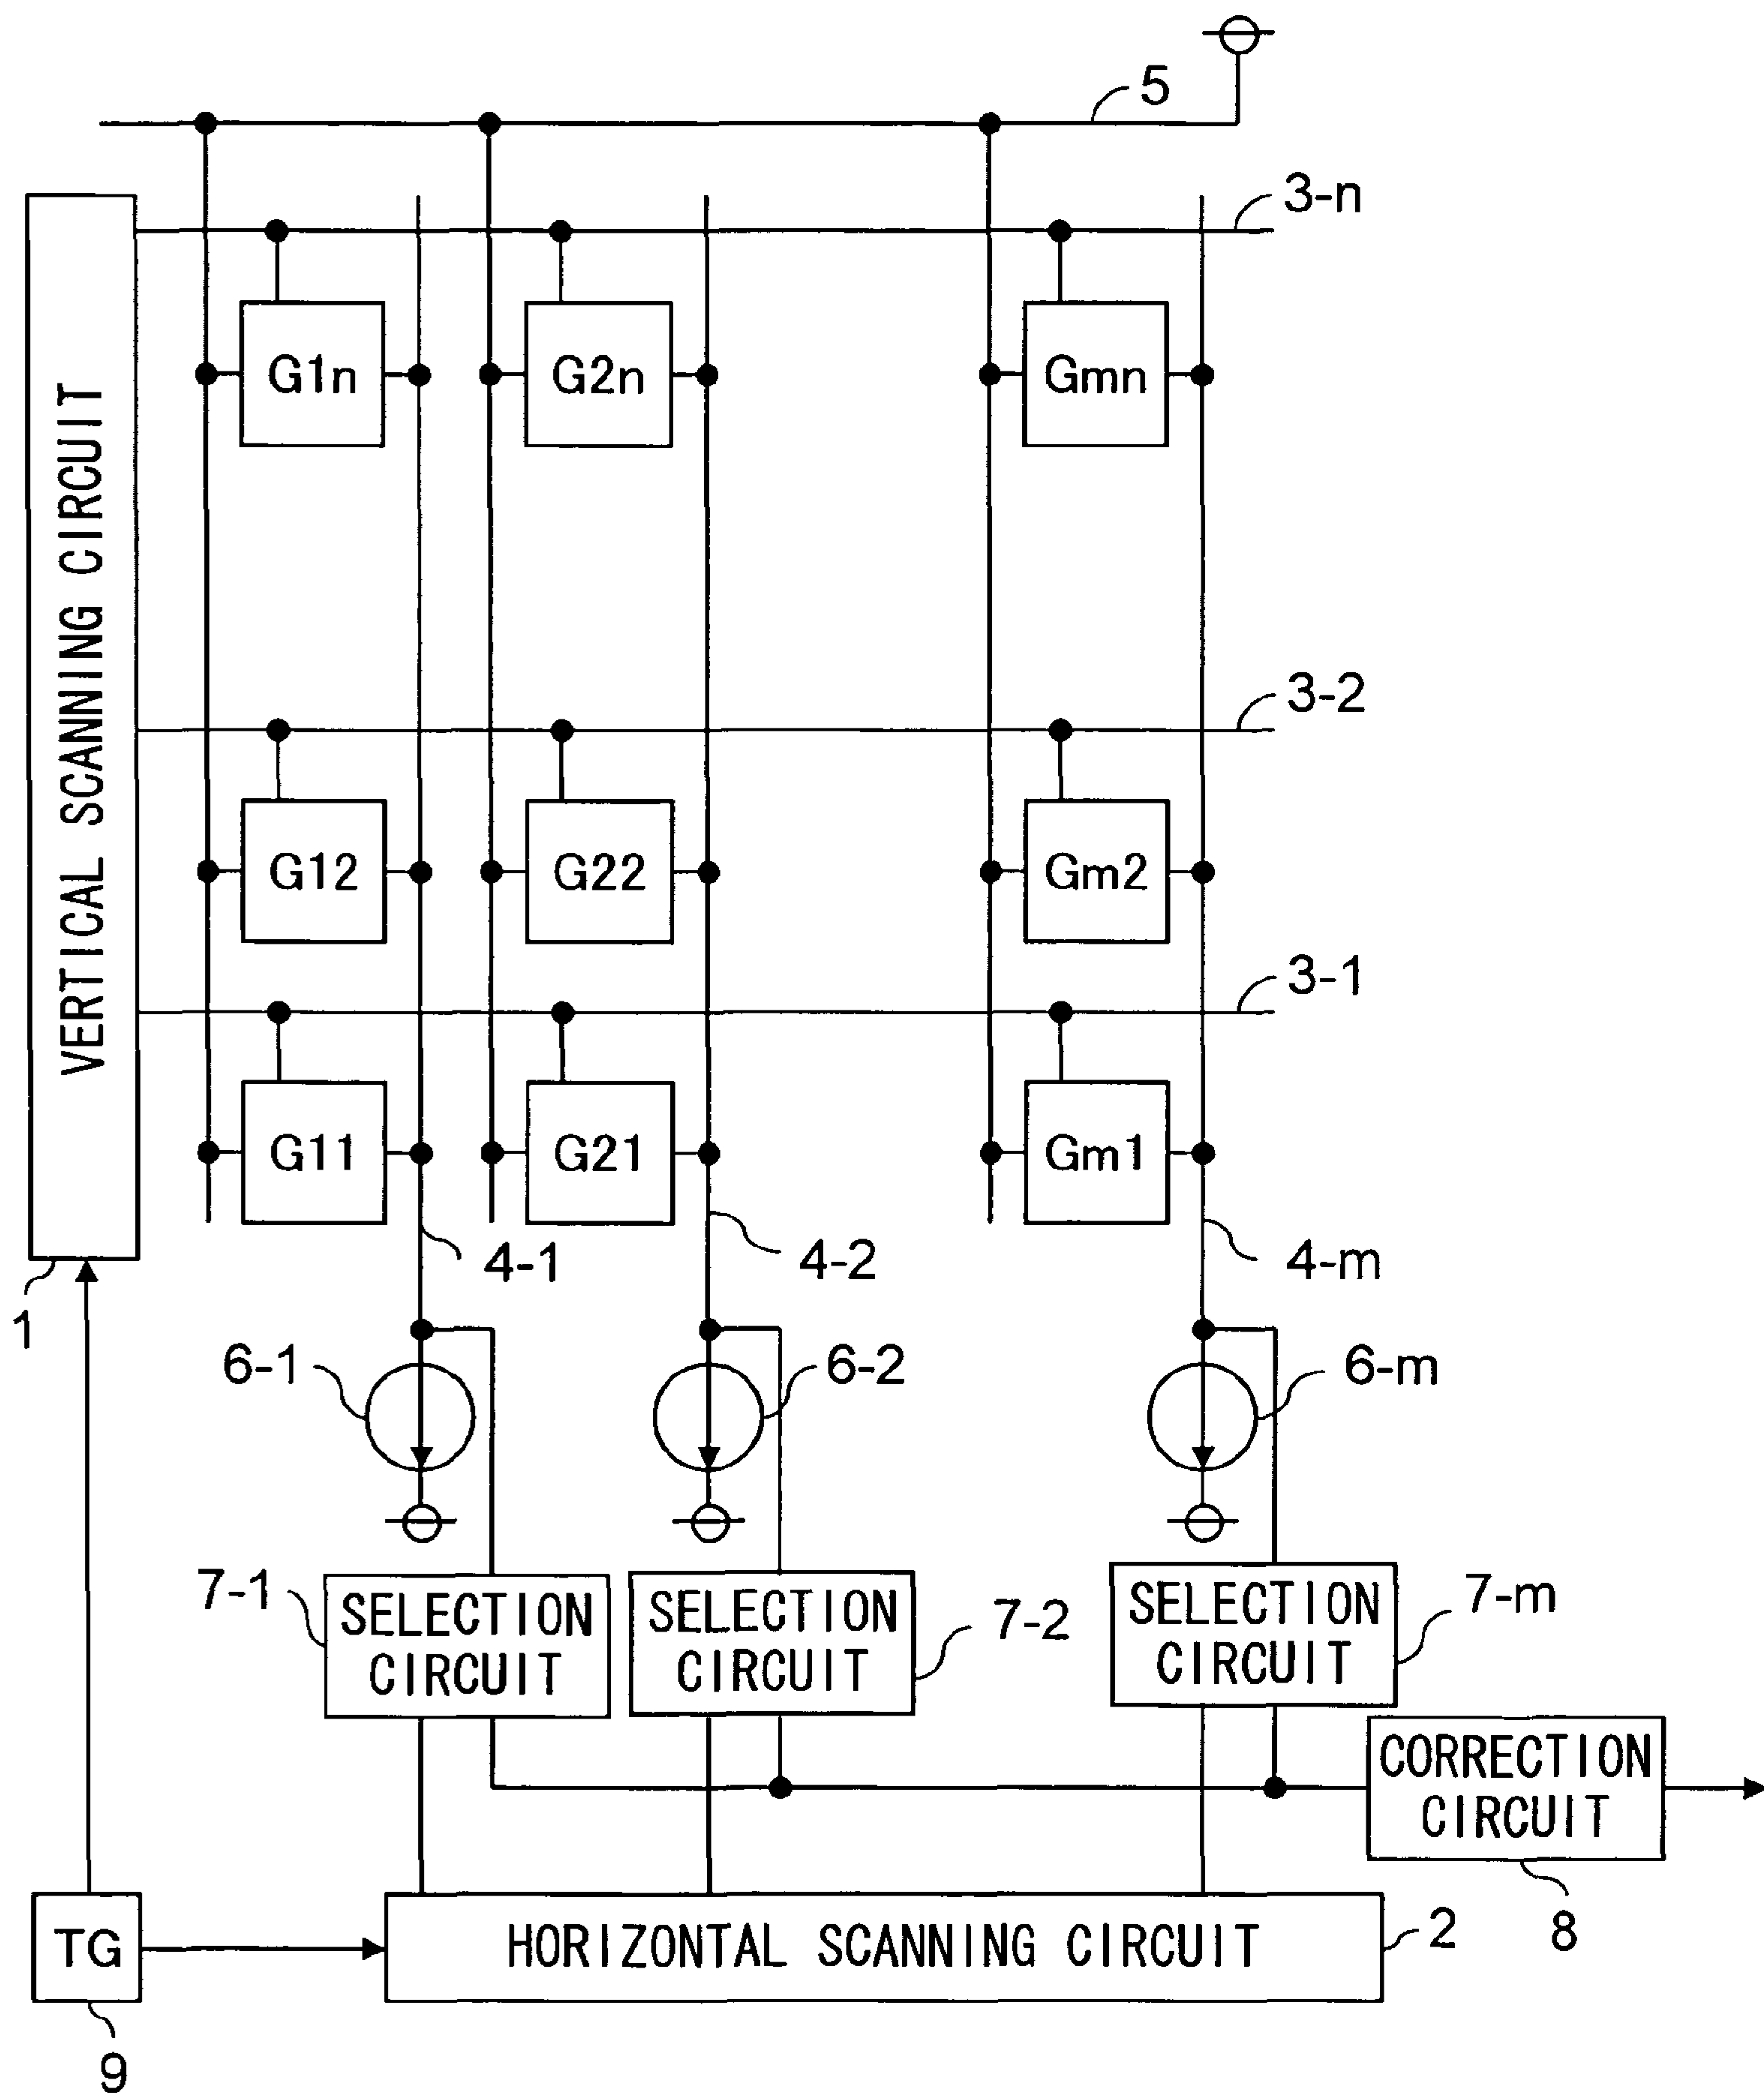 5
3-n
G1n G2n Gmn
VERTICAL SCANNING CIRCUIT
3-2
G12 G22 Gm2
3-1
G11 G21 Gm1
4-1 4-2 4-m
1
6-1 6-2 6-m
7-1 SELECTION CIRCUIT
SELECTION CIRCUIT 7-2
SELECTION CIRCUIT 7-m
CORRECTION
CIRCUIT
8
TG
HORIZONTAL SCANNING CIRCUIT
2
9